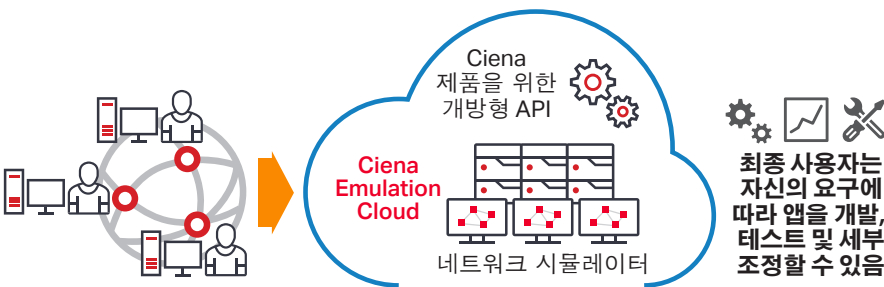 Ciena
제품을 위한
개방형 API
Ciena
Emulation
Cloud
네트워크 시뮬레이터
최종 사용자는
자신의 요구에
따라 앱을 개발,
테스트 및 세부
조정할 수 있음